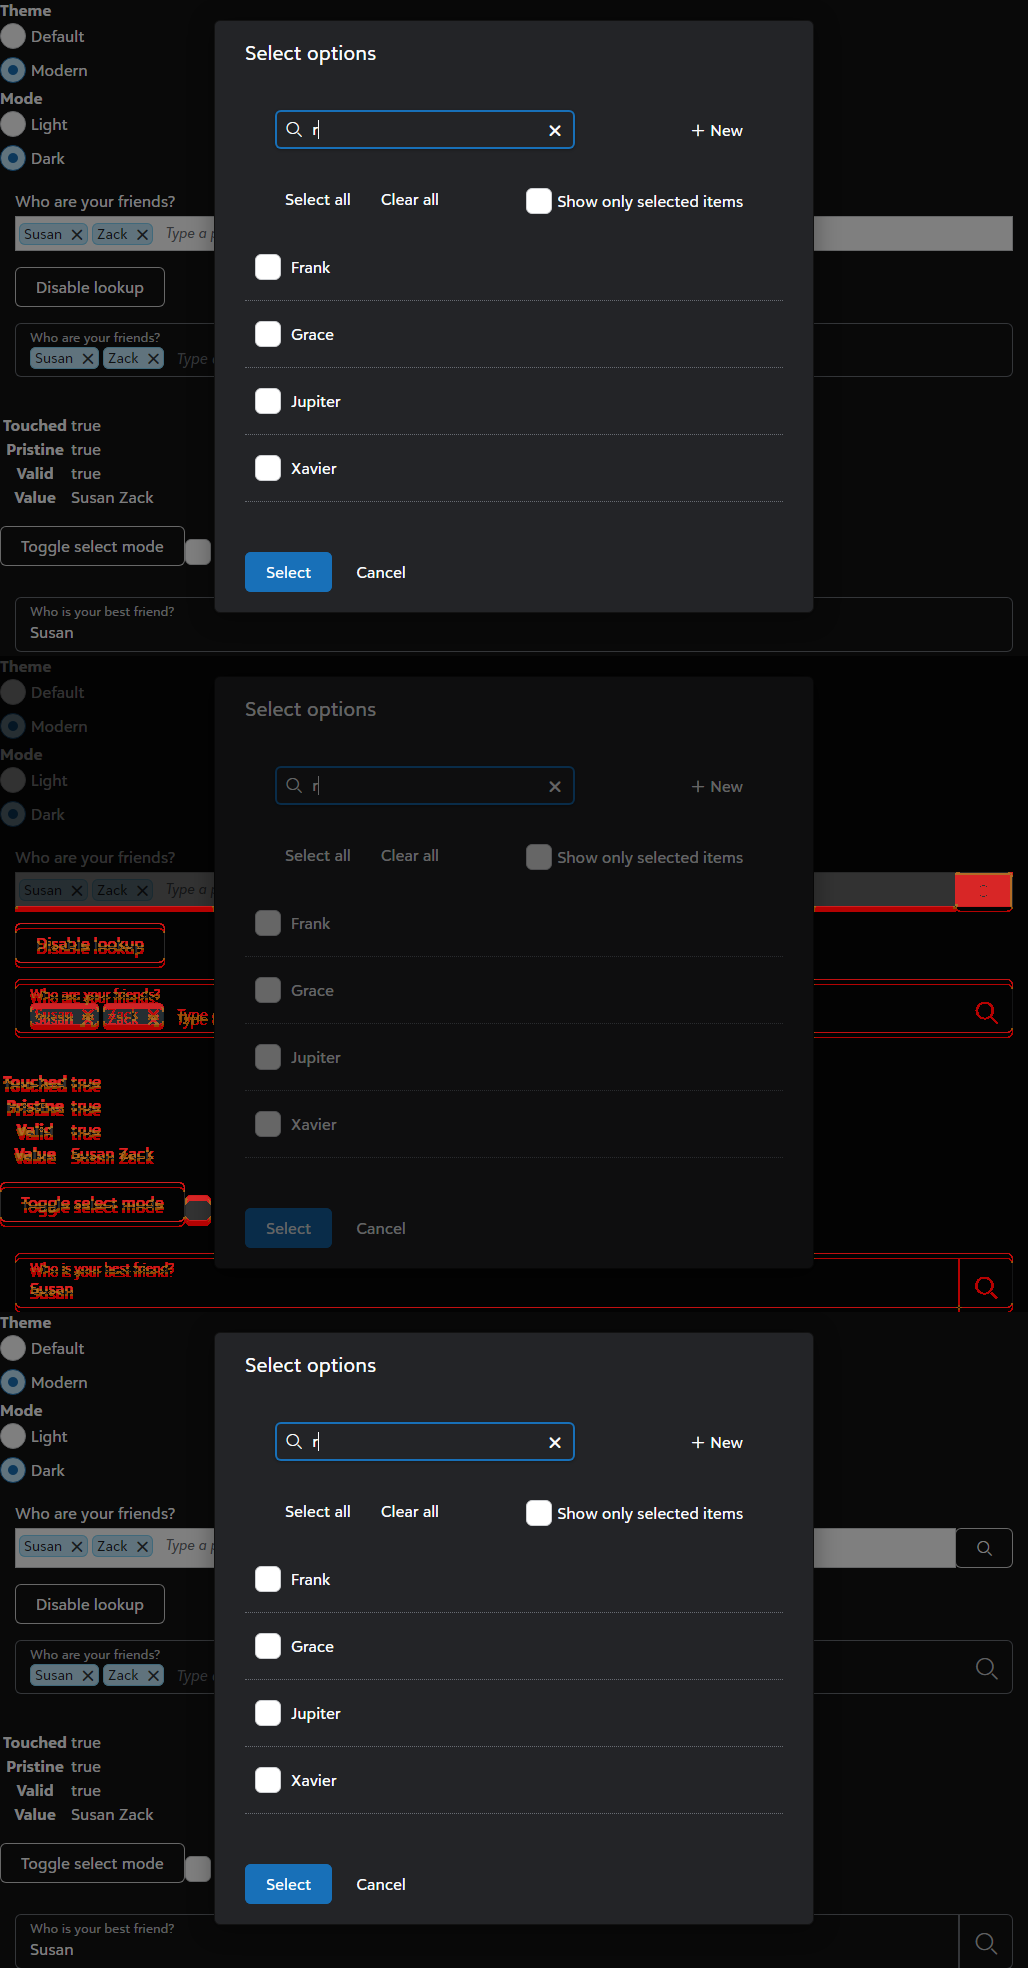 Theme
Default
Modern
Mode
Light
Dark
Who are your friends?
Susan Zack Type a
Disable lookup
Who are your friends?
Susan Zack Type
Touched true
Pristine true
Valid true
Value Susan Zack
Toggle select mode
Who is your best friend?
Susan
Select options
r
New
Select all Clear all Show only selected items
Frank
Grace
Jupiter
Xavier
Select Cancel
Theme
Default
Modern
Mode
Light
Dark
Who are your friends?
Susan Zack Type a
Disable lookup
Who are your friends?
Susan Zack Type
Touched true
Pristine true
Valid true
Value Susan Zack
Toggle select mode
Who is your best friend?
Susan
Select options
r
New
Select all Clear all Show only selected items
Frank
Grace
Jupiter
Xavier
Select Cancel
Theme
Default
Modern
Mode
Light
Dark
Who are your friends?
Susan Zack Type a
Disable lookup
Who are your friends?
Susan Zack Type
Touched true
Pristine true
Valid true
Value Susan Zack
Toggle select mode
Who is your best friend?
Susan
Select options
r
New
Select all Clear all Show only selected items
Frank
Grace
Jupiter
Xavier
Select Cancel